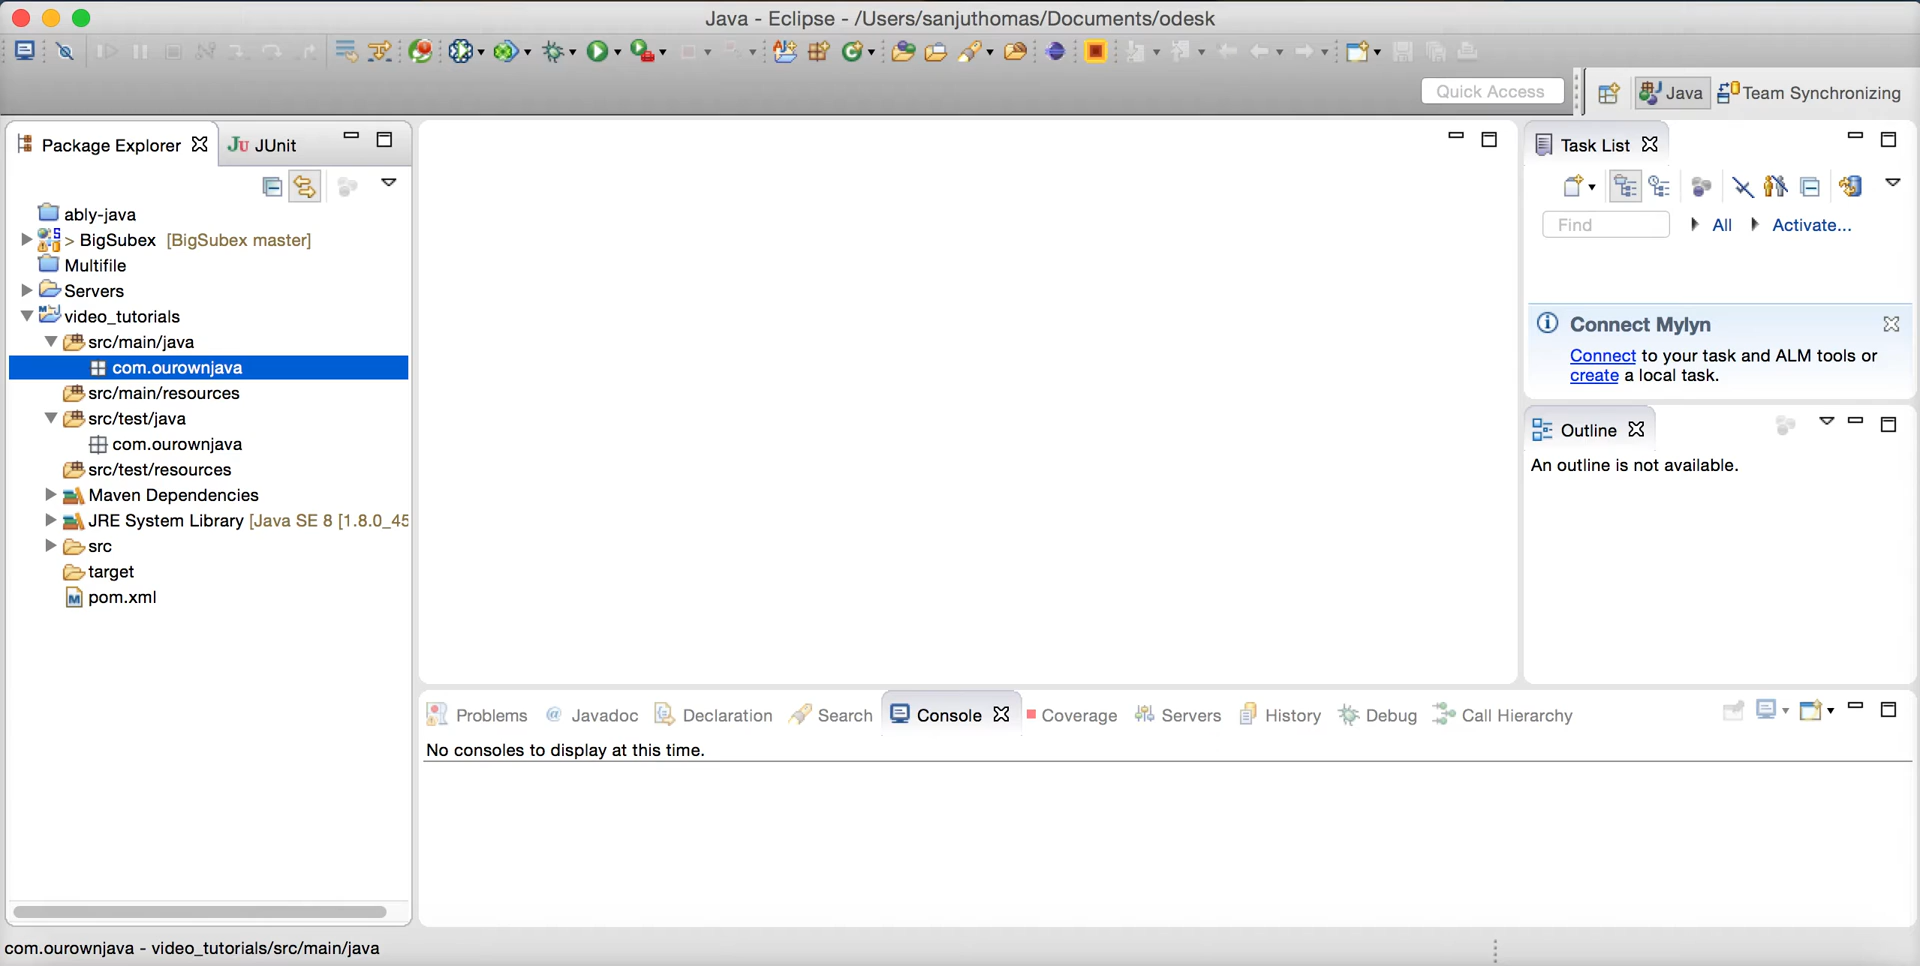 Java - Eclipse - /Users/sanjuthomas/Documents/odesk
Quick Access
Java
Team Synchronizing
Package Explorer
JUnit
ably-java
> BigSubex [BigSubex master]
Multifile
Servers
video_tutorials
src/main/java
com.ourownjava
src/main/resources
src/test/java
com.ourownjava
src/test/resources
Maven Dependencies
JRE System Library [Java SE 8 [1.8.0_45
src
target
pom.xml
Task List
Find
All
Activate...
Connect Mylyn
Connect to your task and ALM tools or
create a local task.
Outline
An outline is not available.
Problems
@ Javadoc
Declaration
Search
Console
Coverage
Servers
History
Debug
Call Hierarchy
No consoles to display at this time.
com.ourownjava - video_tutorials/src/main/java